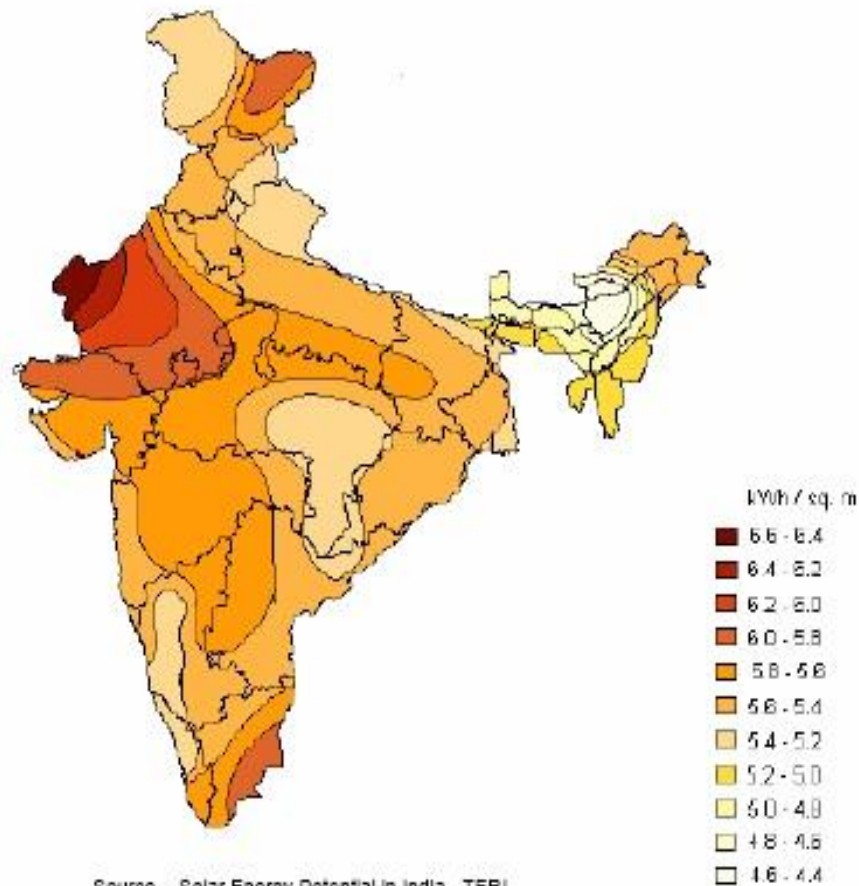 kWh / sq. m
6.6 - 6.4
6.4 - 6.2
6.2 - 6.0
6.0 - 5.8
5.8 - 5.6
5.6 - 5.4
5.4 - 5.2
5.2 - 5.0
5.0 - 4.8
4.8 - 4.6
4.6 - 4.4
Source Solar Energy Potential in India TERI